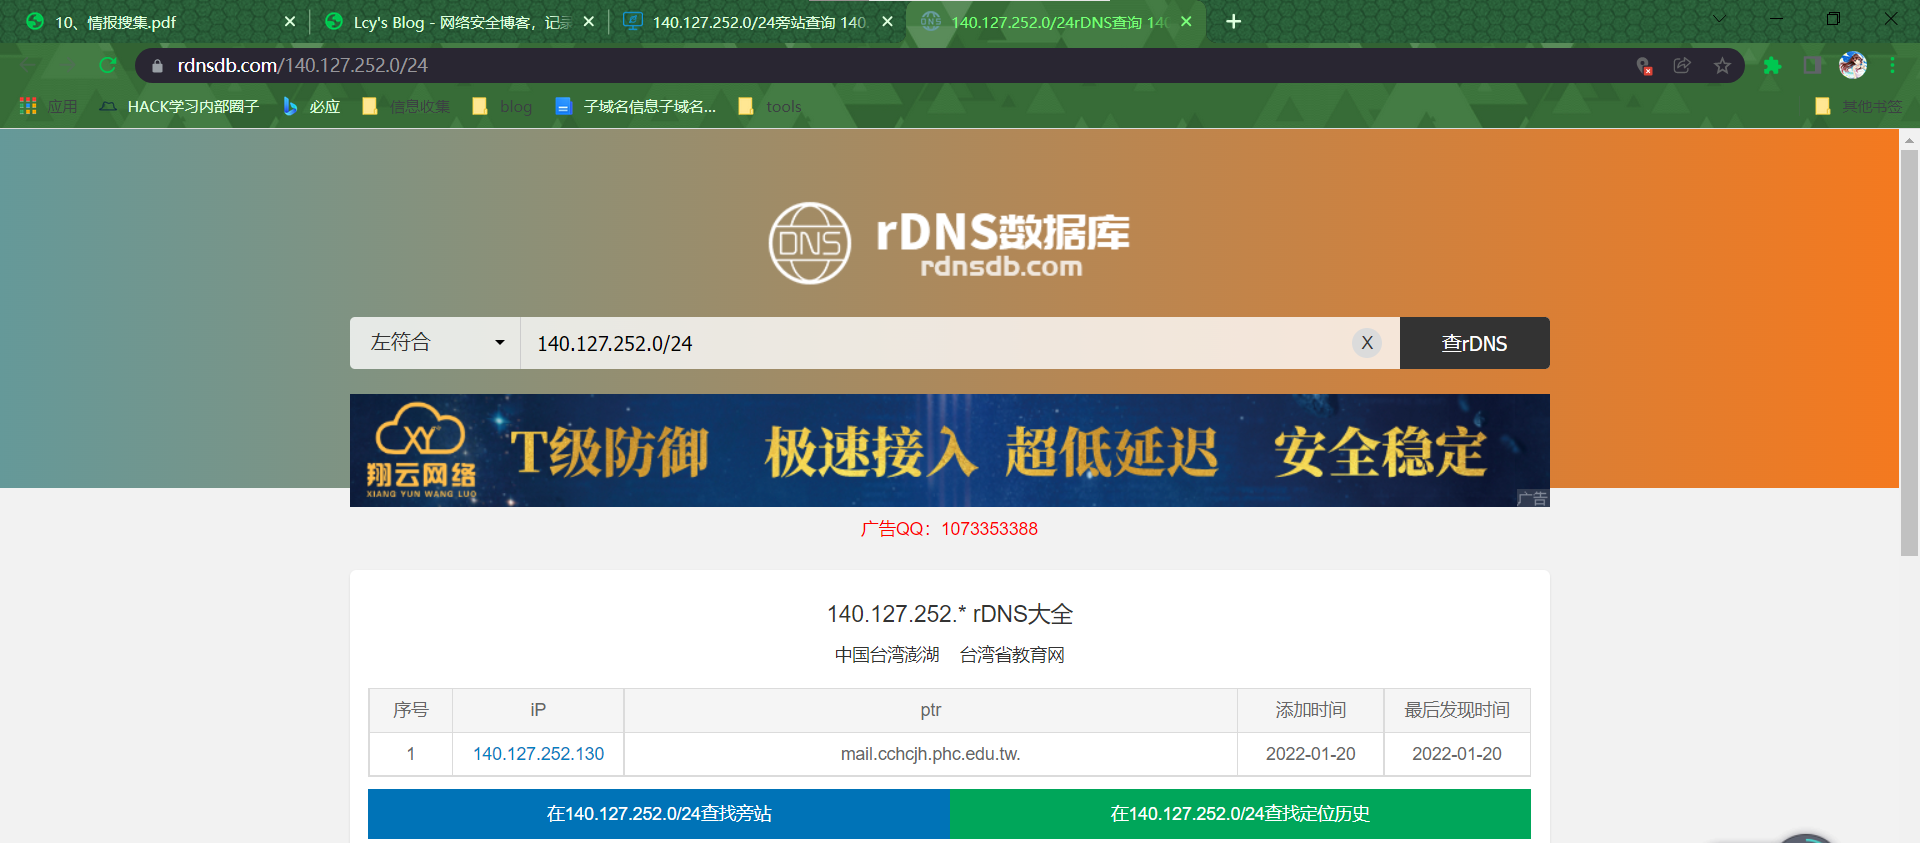 10、情报搜集.pdf
Lcy's Blog - 网络安全博客，记录
140.127.252.0/24旁站查询 140.
140.127.252.0/24rDNS查询 140
rdnsdb.com/140.127.252.0/24
应用
HACK学习内部圈子
必应
信息收集
blog
子域名信息子域名...
tools
其他书签
DNS
rDNS数据库
rdnsdb.com
左符合
140.127.252.0/24
X
查rDNS
XY
翔云网络
XIANG YUN WANG LUO
T级防御 极速接入 超低延迟 安全稳定
广告
广告QQ：1073353388
140.127.252.* rDNS大全
中国台湾澎湖 台湾省教育网
序号 iP ptr 添加时间 最后发现时间
1 140.127.252.130 mail.cchcjh.phc.edu.tw. 2022-01-20 2022-01-20
在140.127.252.0/24查找旁站
在140.127.252.0/24查找定位历史